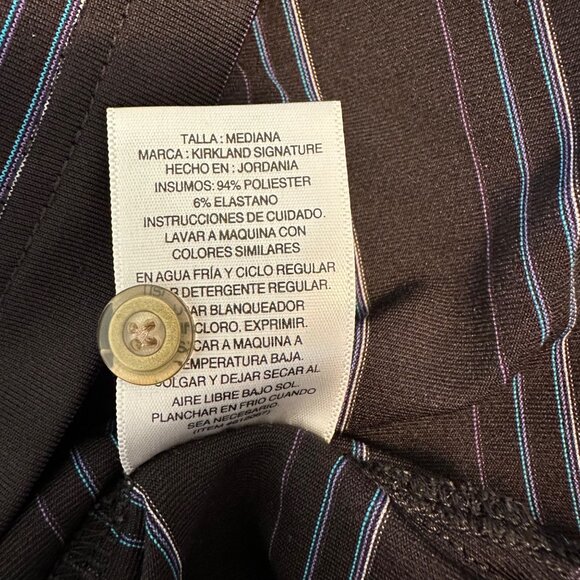 TALLA : MEDIANA
MARCA : KIRKLAND SIGNATURE
HECHO EN : JORDANIA
INSUMOS: 94% POLIESTER
6% ELASTANO
INSTRUCCIONES DE CUIDADO.
LAVAR A MAQUINA CON
COLORES SIMILARES
EN AGUA FRÍA Y CICLO REGULAR
DETERGENTE REGULAR.
BLANQUEADOR
CLORO, EXPRIMIR.
A MAQUINA A
TEMPERATURA BAJA.
COLGAR Y DEJAR SECAR AL
AIRE LIBRE BAJO SOL.
PLANCHAR EN FRIO CUANDO
SEA NECESARIO